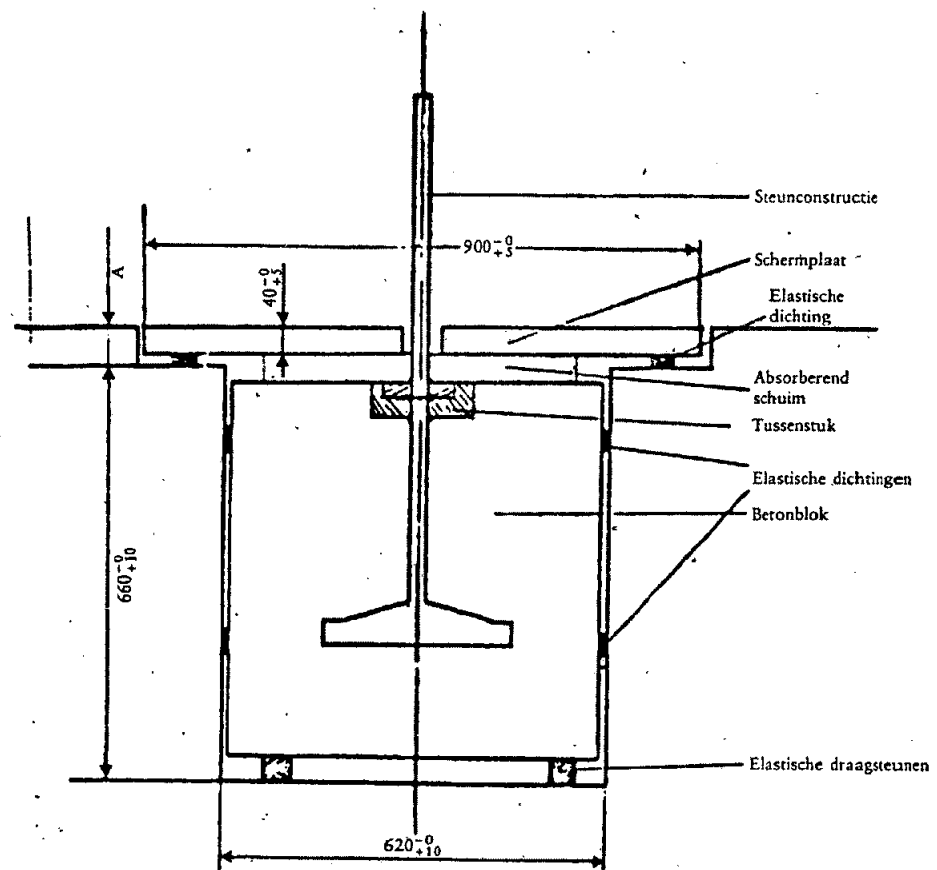 Steunconstructie
900 -0 +5
A
40 -0 +5
Schermplaat
Elastische
dichting
Absorberend
schuim
Tussenstuk
Elastische dichtingen
Betonblok
660 -0 +10
Elastische draagsteunen
620 -0 +10